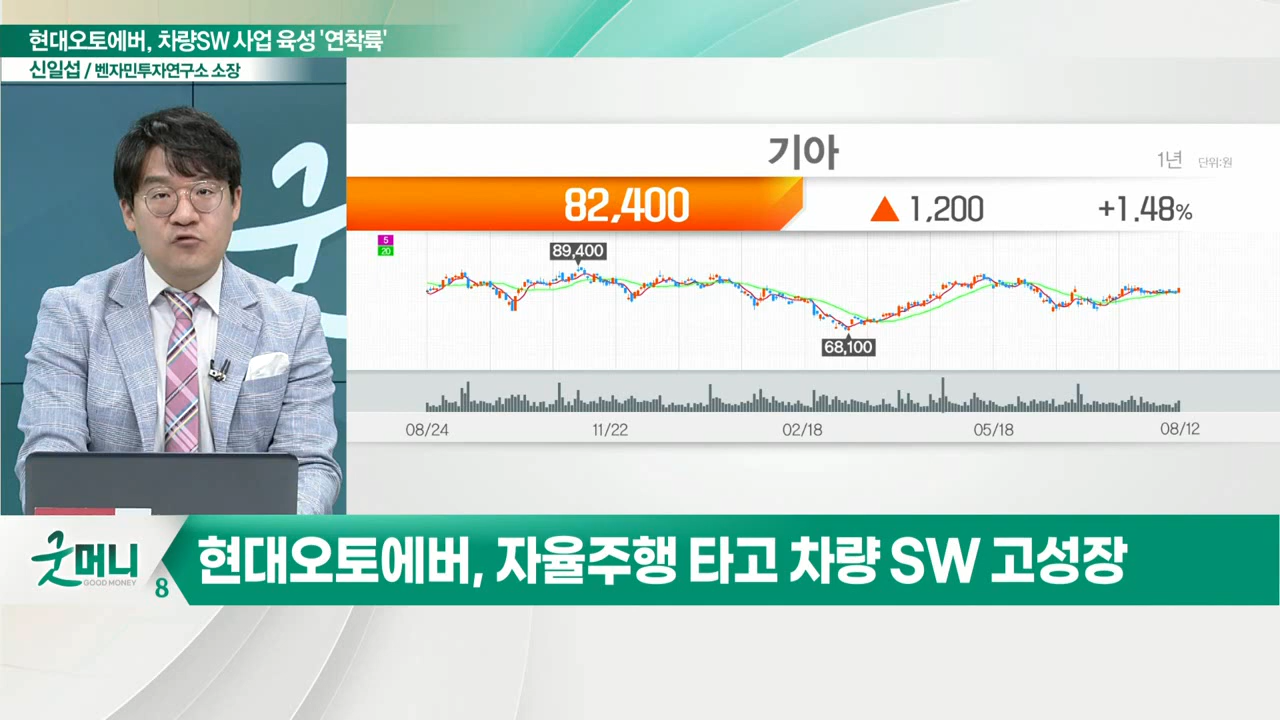 현대오토에버, 차량SW 사업 육성 '연착륙'
신일섭 / 벤자민투자연구소 소장
기아
1년 단위:원
82,400 ▲ 1,200 +1.48%
5
20
89,400
68,100
08/24 11/22 02/18 05/18 08/12
굿머니
GOOD MONEY
8
현대오토에버, 자율주행 타고 차량 SW 고성장